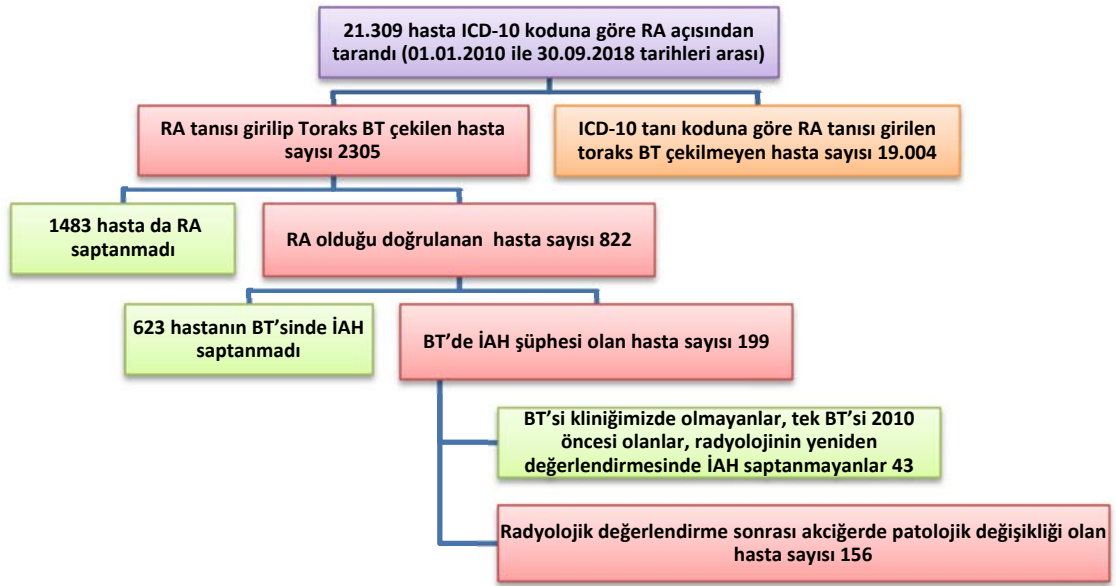 21.309 hasta ICD-10 koduna göre RA açısından
tarandı (01.01.2010 ile 30.09.2018 tarihleri arası)
RA tanısı girilip Toraks BT çekilen hasta
sayısı 2305
ICD-10 tanı koduna göre RA tanısı girilen
toraks BT çekilmeyen hasta sayısı 19.004
1483 hasta da RA
saptanmadı
RA olduğu doğrulanan hasta sayısı 822
623 hastanın BT’sinde İAH
saptanmadı
BT’de İAH şüphesi olan hasta sayısı 199
BT’si kliniğimizde olmayanlar, tek BT’si 2010
öncesi olanlar, radyolojinin yeniden
değerlendirmesinde İAH saptanmayanlar 43
Radyolojik değerlendirme sonrası akciğerde patolojik değişikliği olan
hasta sayısı 156